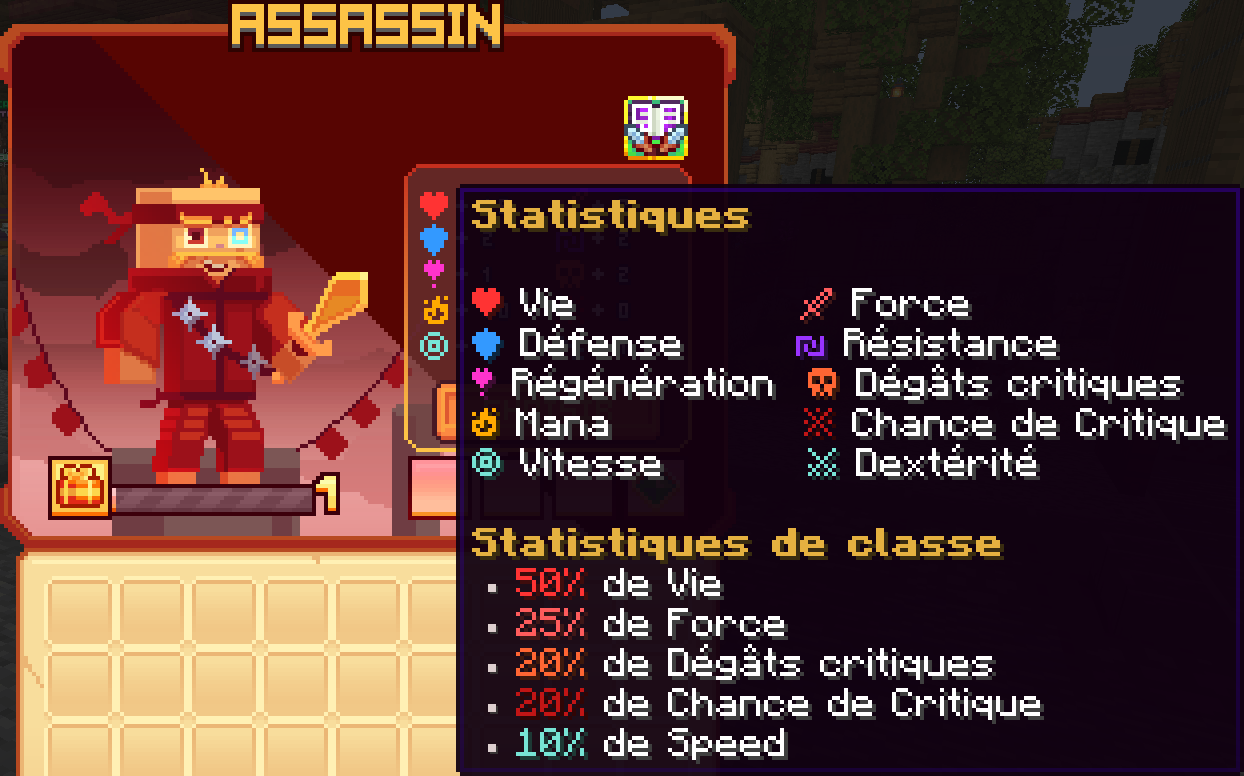 ASSASSIN
Statistiques
Vie
Force
Défense
Résistance
Régénération
Dégâts critiques
Mana
Chance de Critique
Vitesse
Dextérité
1
Statistiques de classe
▪ 50% de Vie
▪ 25% de Force
▪ 20% de Dégâts critiques
▪ 20% de Chance de Critique
▪ 10% de Speed